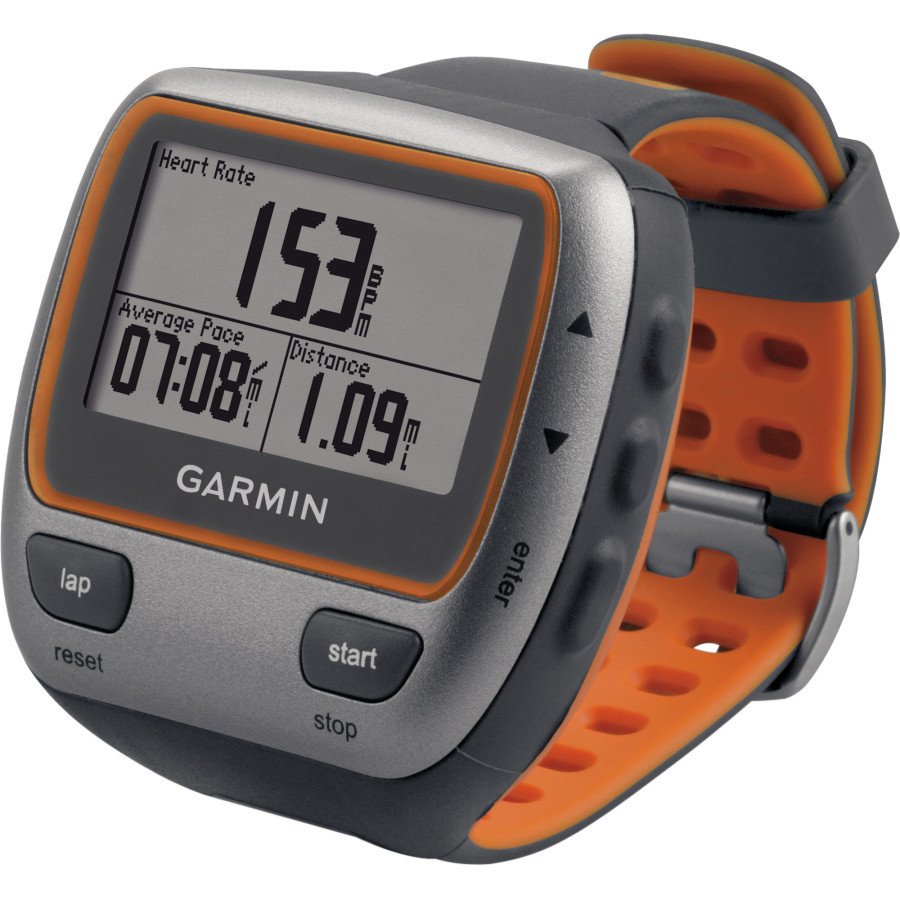 Heart Rate
153 bpm
Average Pace
07:08 /mi
Distance
1.09 mi
GARMIN
lap
reset
start
stop
enter